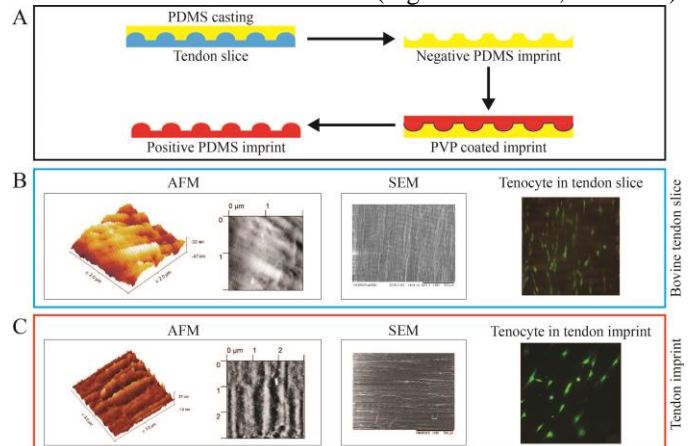 A
PDMS casting
Tendon slice
Negative PDMS imprint
Positive PDMS imprint
PVP coated imprint
B
AFM
SEM
Tenocyte in tendon slice
0 µm 1
0
1
Bovine tendon slice
C
AFM
SEM
Tenocyte in tendon imprint
0 µm 1 2
0
1
2
Tendon imprint